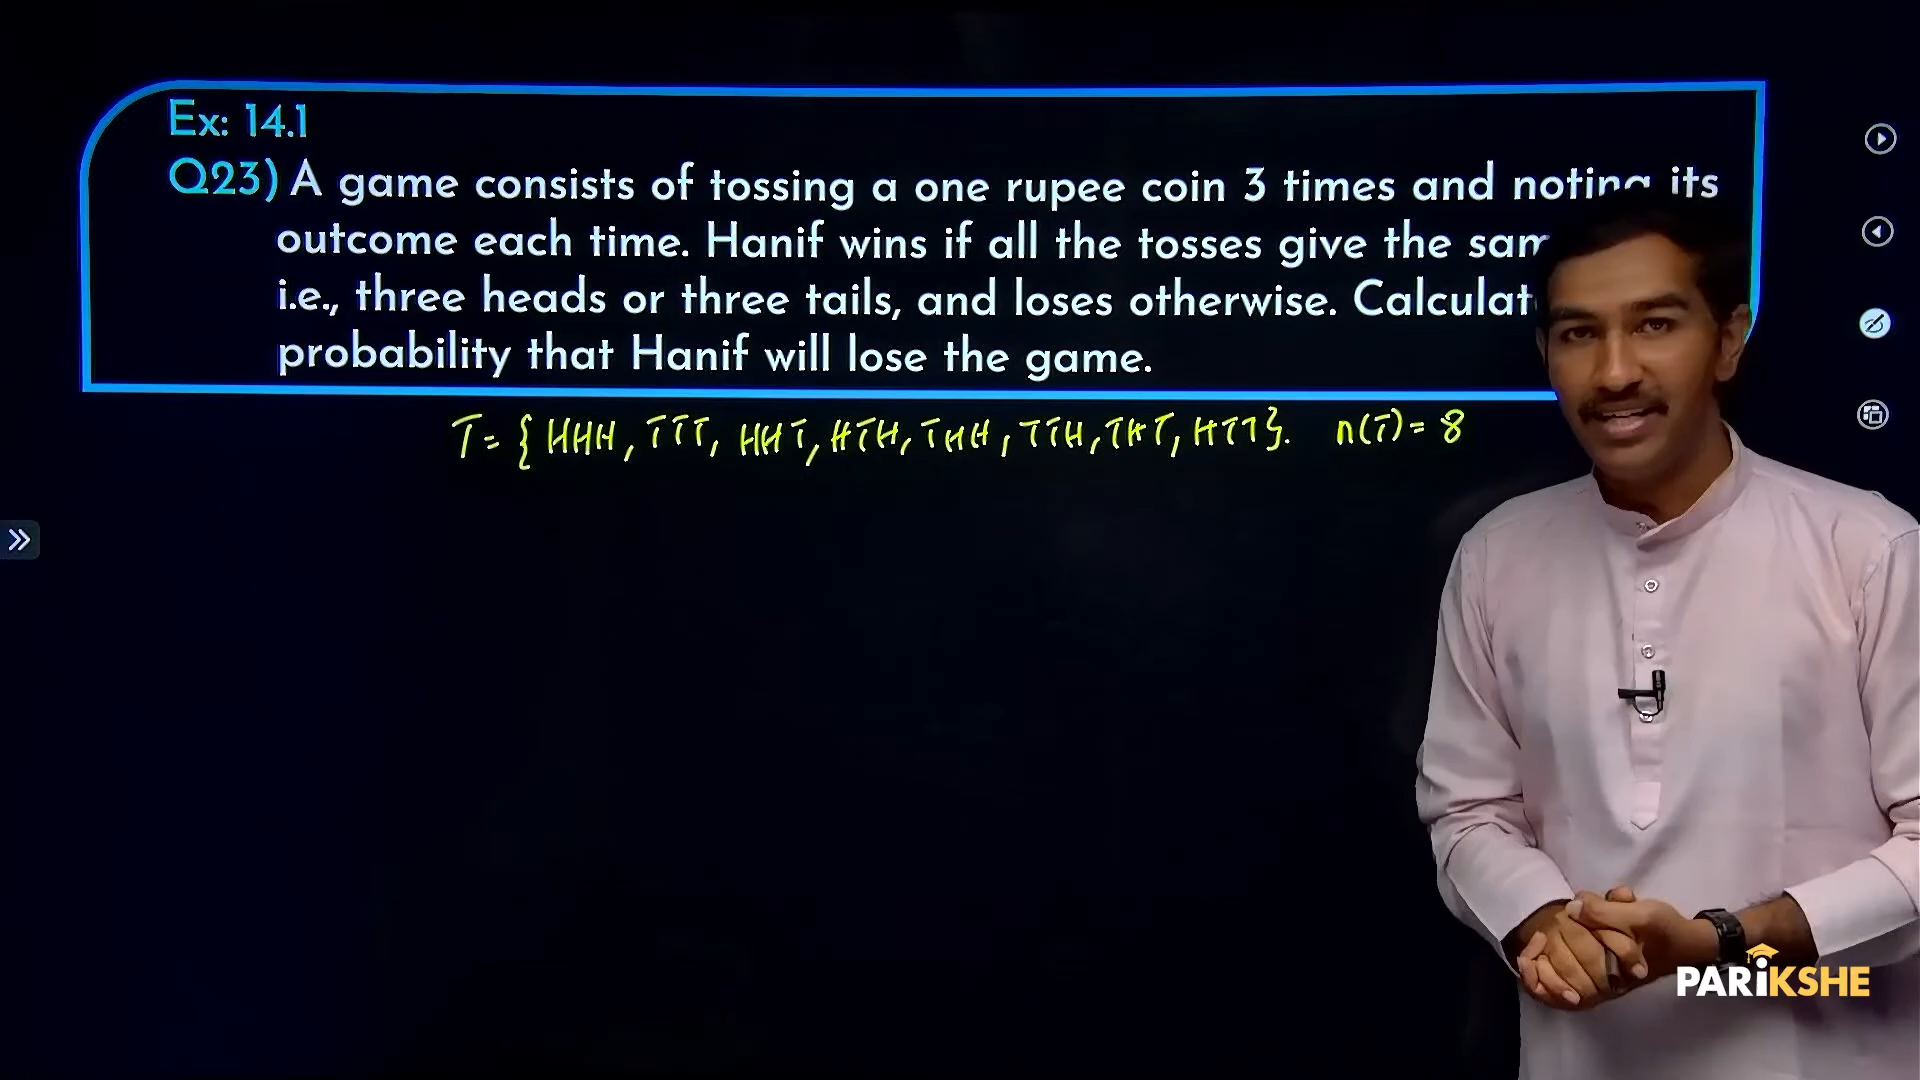 Ex: 14.1
Q23) A game consists of tossing a one rupee coin 3 times and noting its
outcome each time. Hanif wins if all the tosses give the
i.e., three heads or three tails, and loses otherwise.
probability that Hanif will lose the game.
T = { HHH, TTT, HHT, HTH, THH, TTH, THT, HTT }. n(T) = 8
PARiKSHE